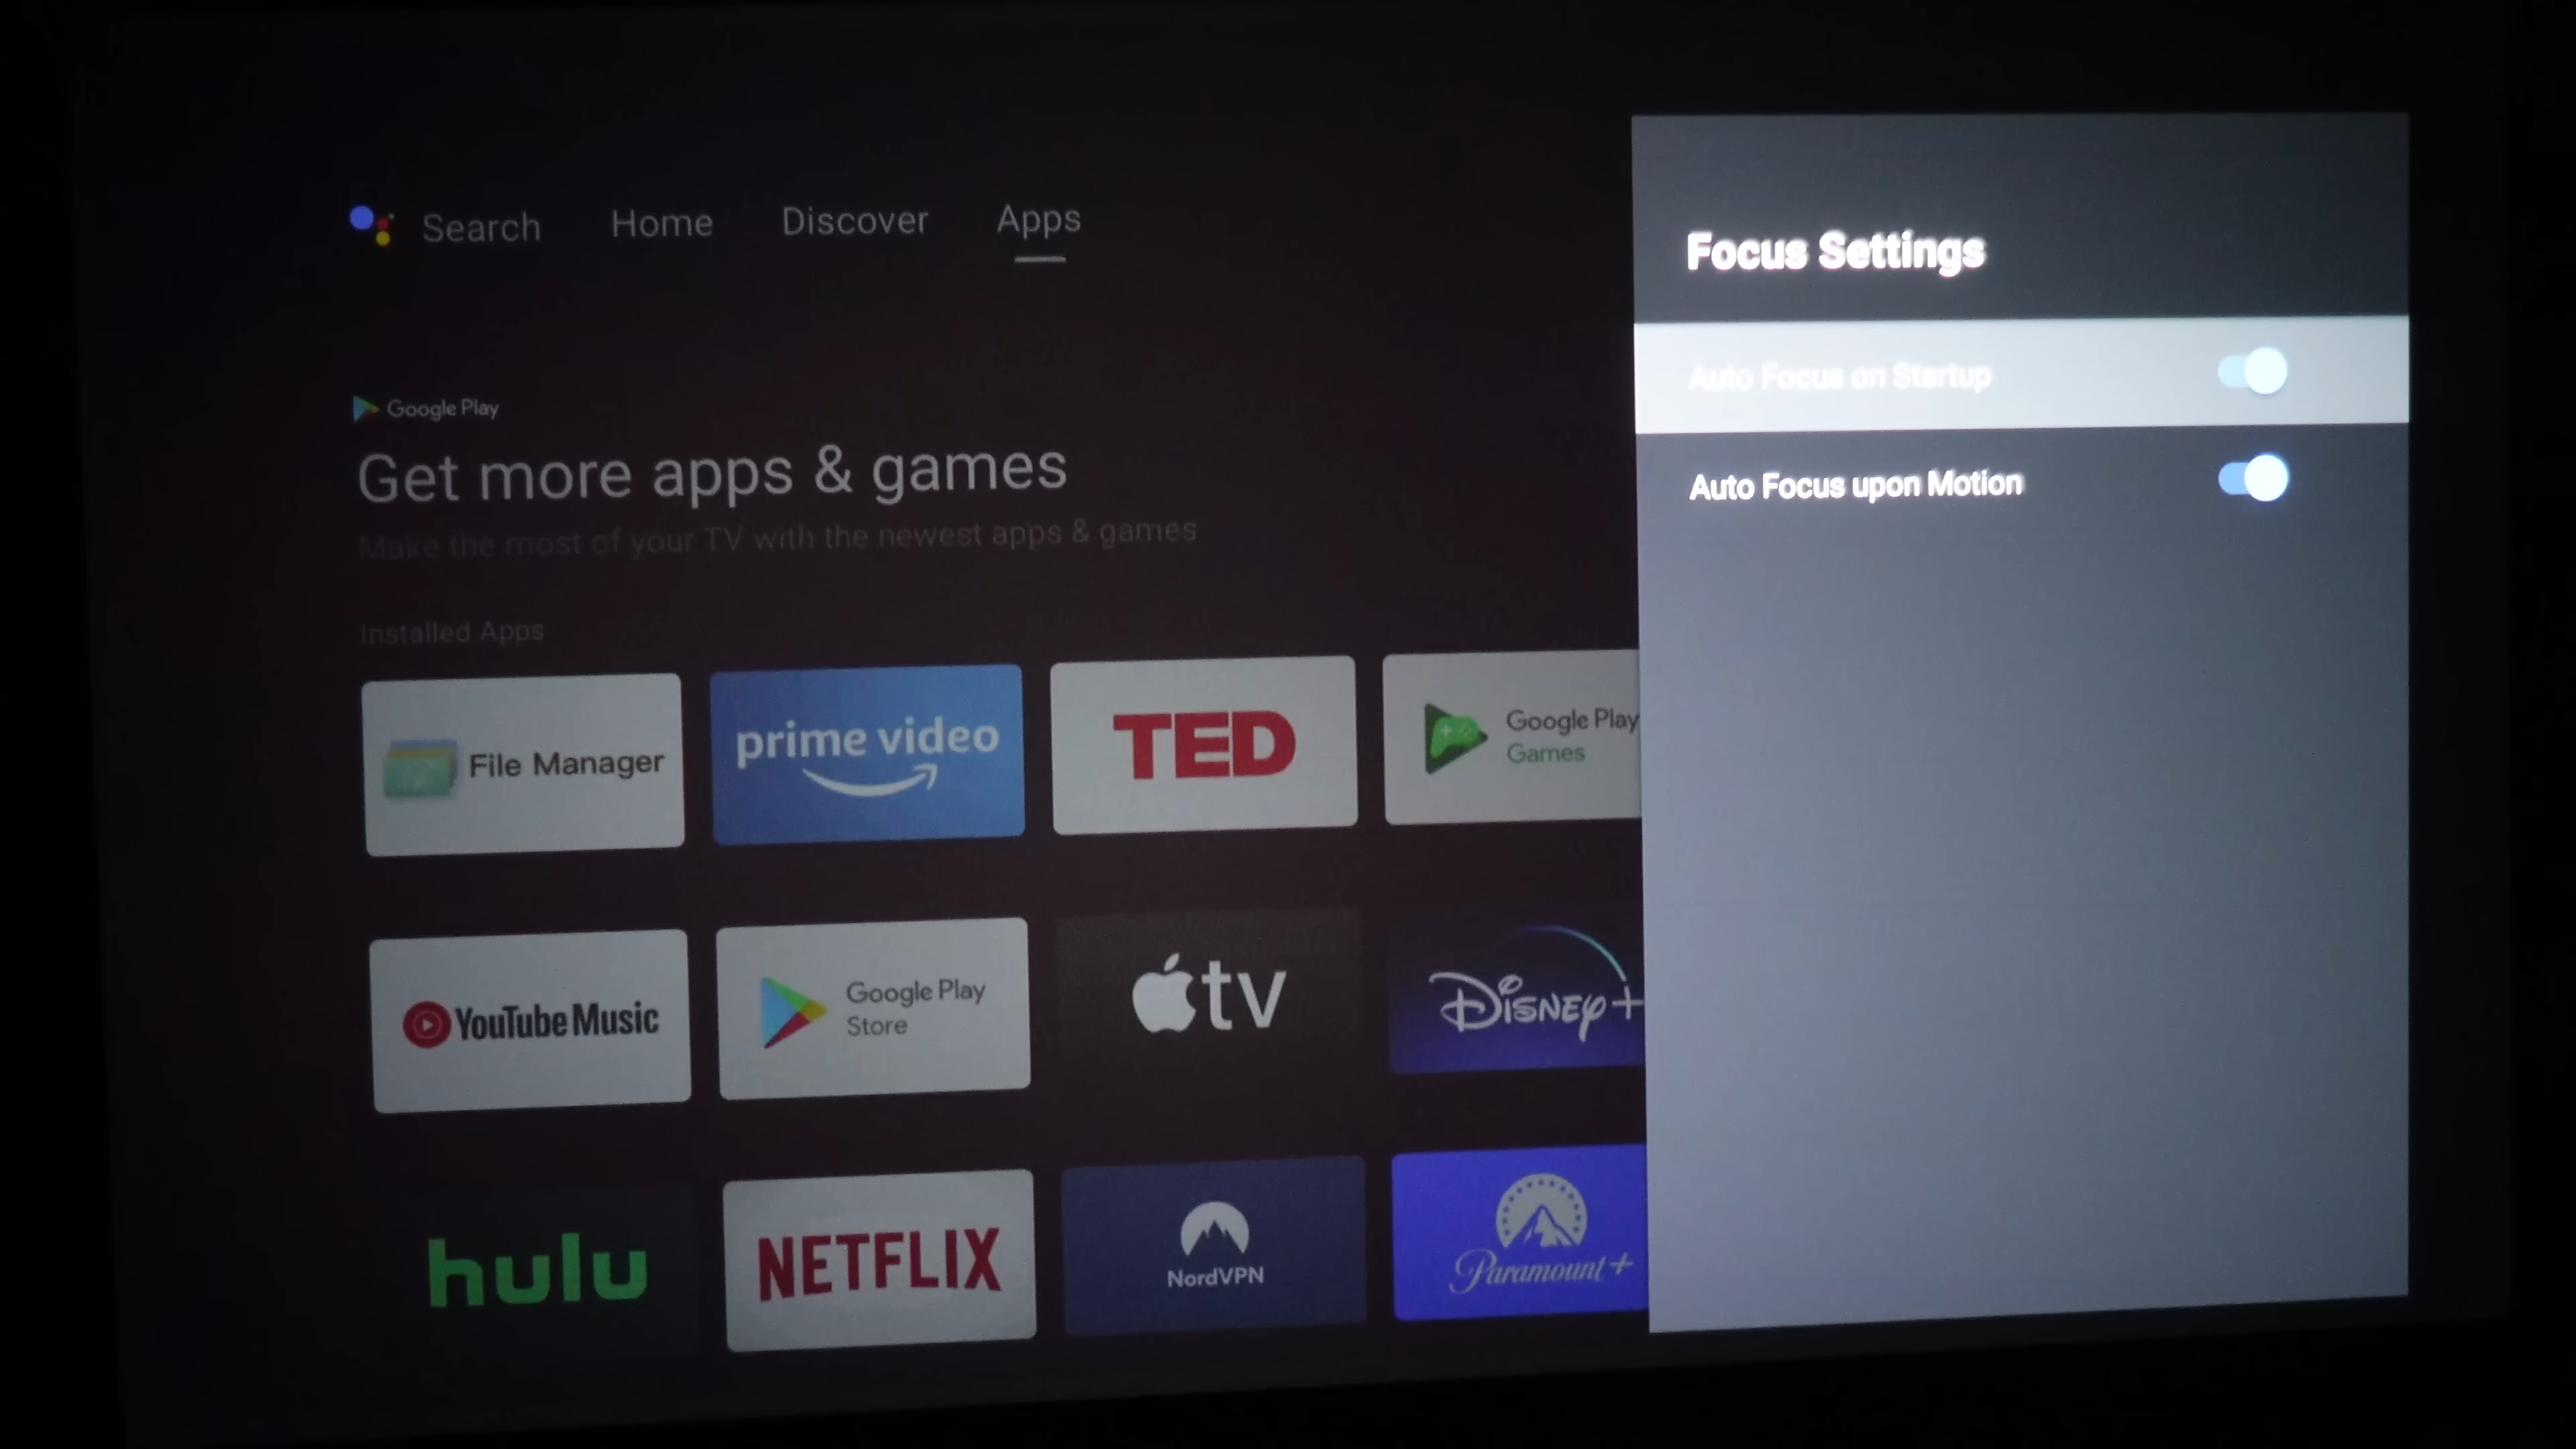 Search Home Discover Apps
Google Play
Get more apps & games
Make the most of your TV with the newest apps & games
Installed Apps
File Manager
prime video
TED
Google Play
Games
YouTube Music
Google Play
Store
tv
Disney+
hulu
NETFLIX
NordVPN
Paramount+
Focus Settings
Auto Focus on Startup
Auto Focus upon Motion